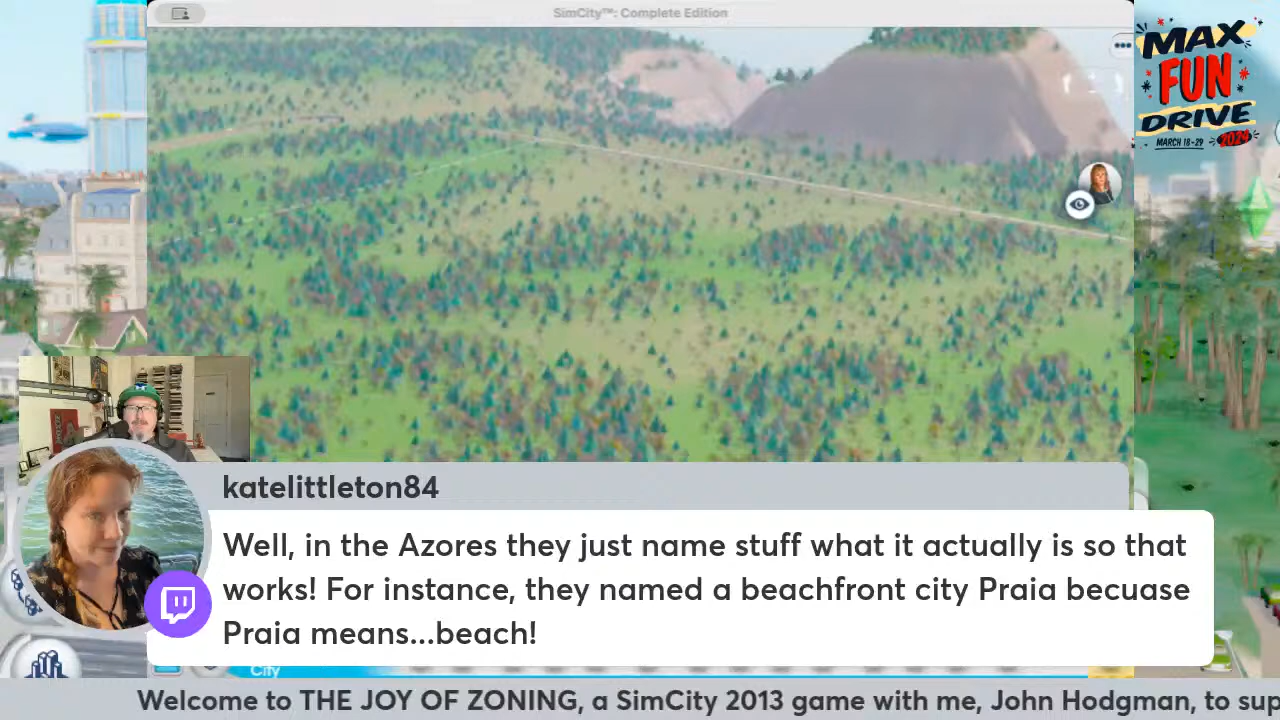 SimCity™: Complete Edition
MAX
FUN
DRIVE
MARCH 18-29
2024
katelittleton84
Well, in the Azores they just name stuff what it actually is so that
works! For instance, they named a beachfront city Praia becuase
Praia means...beach!
City
Welcome to THE JOY OF ZONING, a SimCity 2013 game with me, John Hodgman, to sup